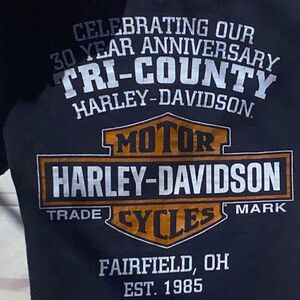 CELEBRATING OUR
30 YEAR ANNIVERSARY
TRI-COUNTY
HARLEY-DAVIDSON.
MOTOR
HARLEY-DAVIDSON
TRADE MARK
CYCLES
FAIRFIELD, OH
EST. 1985